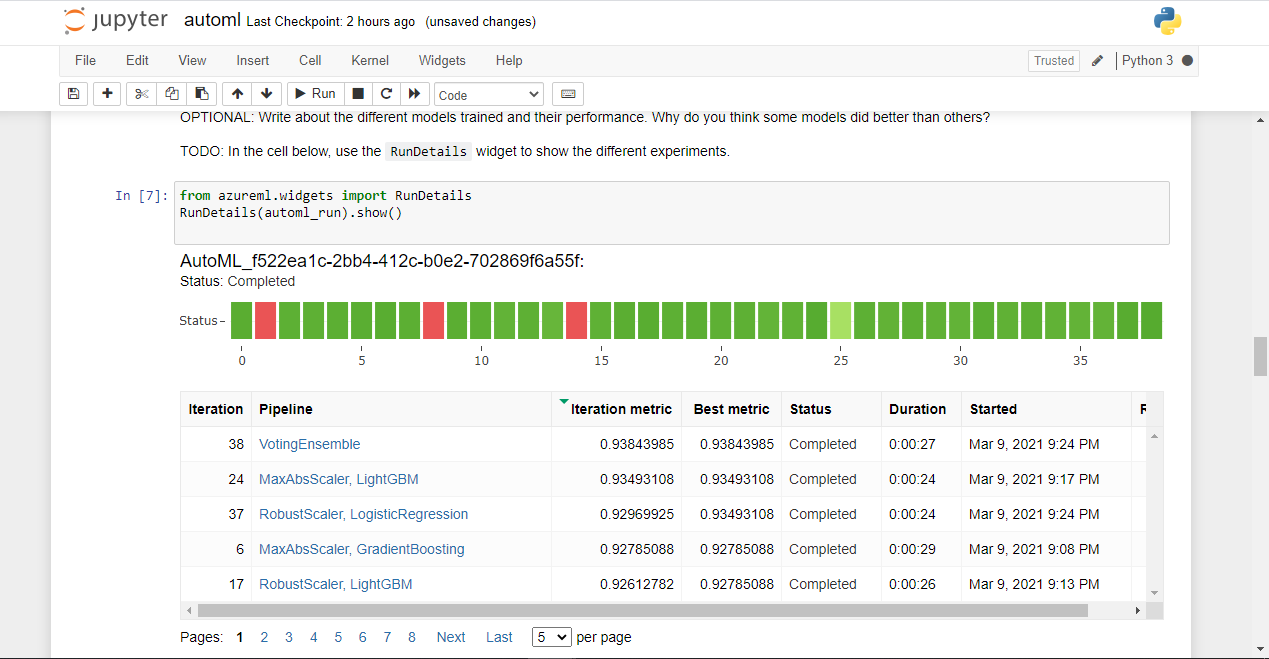 jupyter automl Last Checkpoint: 2 hours ago (unsaved changes)
File Edit View Insert Cell Kernel Widgets Help Trusted Python 3
Run Code
OPTIONAL: Write about the different models trained and their performance. Why do you think some models did better than others?
TODO: In the cell below, use the RunDetails widget to show the different experiments.
In [7]: from azureml.widgets import RunDetails
RunDetails(automl_run).show()
AutoML_f522ea1c-2bb4-412c-b0e2-702869f6a55f:
Status: Completed
Status
0 5 10 15 20 25 30 35
Iteration Pipeline Iteration metric Best metric Status Duration Started
38 VotingEnsemble 0.93843985 0.93843985 Completed 0:00:27 Mar 9, 2021 9:24 PM
24 MaxAbsScaler, LightGBM 0.93493108 0.93493108 Completed 0:00:24 Mar 9, 2021 9:17 PM
37 RobustScaler, LogisticRegression 0.92969925 0.93493108 Completed 0:00:24 Mar 9, 2021 9:24 PM
6 MaxAbsScaler, GradientBoosting 0.92785088 0.92785088 Completed 0:00:29 Mar 9, 2021 9:08 PM
17 RobustScaler, LightGBM 0.92612782 0.92785088 Completed 0:00:26 Mar 9, 2021 9:13 PM
Pages: 1 2 3 4 5 6 7 8 Next Last 5 per page